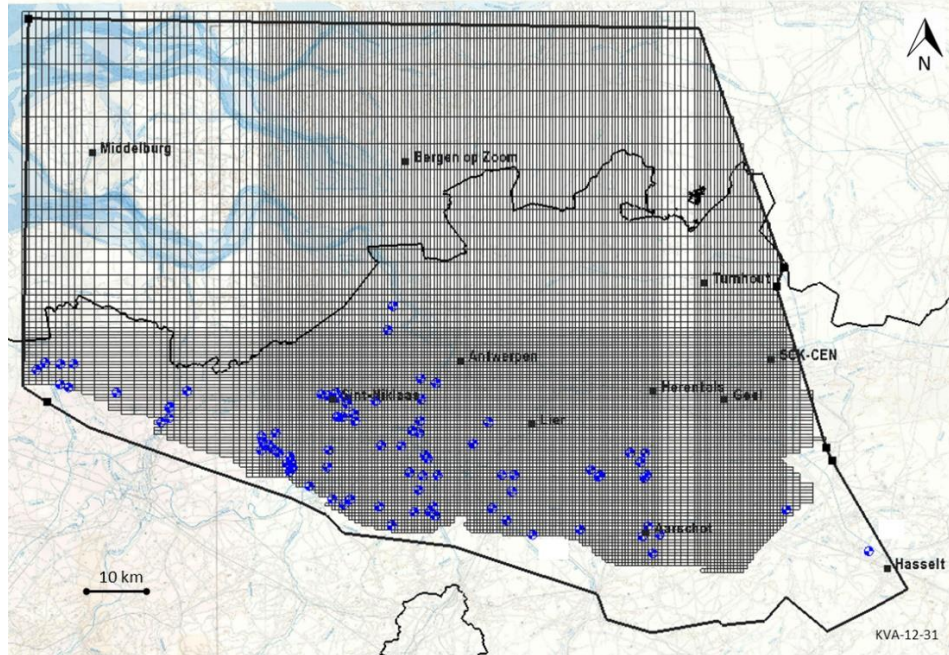 N
Middelburg
Bergen op Zoom
Turnhout
Antwerpen
SCK-CEN
Sint-Niklaas
Herentals
Geel
Lier
Aarschot
Hasselt
10 km
KVA-12-31